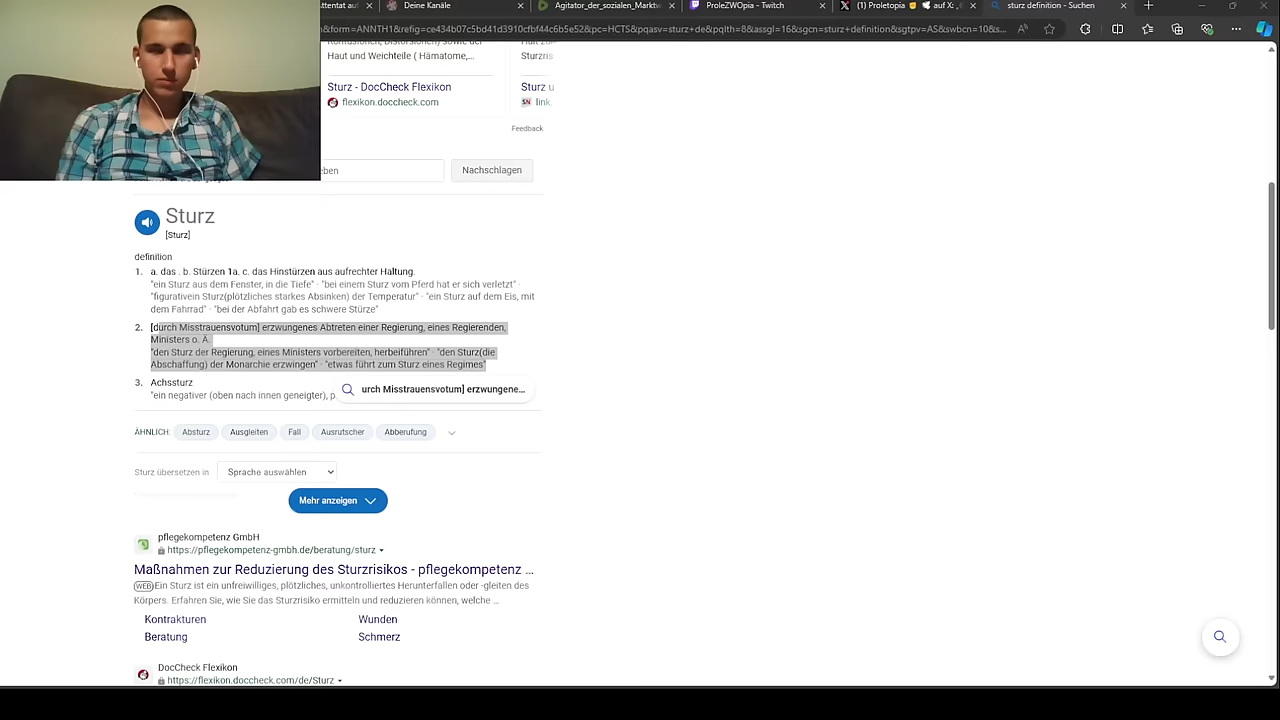 ttentat auf
Deine Kanäle
Agitator_der_sozialen_Marktw
ProleZWOpia - Twitch
(1) Proletopia
auf X:
sturz definition - Suchen
&form=ANNTH1&refig=ce434b07c5d941d3910cfbf44c6b5e52&pc=HCTS&pqasv=sturz+de&pqlth=8&assgl=16&sgcn=sturz+definition&sgtpv=AS&swbcn=10&s...
Haut und Weichteile ( Hämatome,...
Sturzris
Sturz - DocCheck Flexikon
Sturz u
flexikon.doccheck.com
SN link.
Feedback
ben
Nachschlagen
Sturz
[Sturz]
definition
1. a. das . b. Stürzen 1a. c. das Hinstürzen aus aufrechter Haltung.
"ein Sturz aus dem Fenster, in die Tiefe" · "bei einem Sturz vom Pferd hat er sich verletzt" ·
"figurativein Sturz(plötzliches starkes Absinken) der Temperatur" · "ein Sturz auf dem Eis, mit
dem Fahrrad" · "bei der Abfahrt gab es schwere Stürze"
2. [durch Misstrauensvotum] erzwungenes Abtreten einer Regierung, eines Regierenden,
Ministers o. Ä.
"den Sturz der Regierung, eines Ministers vorbereiten, herbeiführen" · "den Sturz(die
Abschaffung) der Monarchie erzwingen" · "etwas führt zum Sturz eines Regimes"
3. Achssturz
"ein negativer (oben nach innen geneigter), p
urch Misstrauensvotum] erzwungene...
ÄHNLICH: Absturz Ausgleiten Fall Ausrutscher Abberufung
Sturz übersetzen in Sprache auswählen
Mehr anzeigen
pflegekompetenz GmbH
https://pflegekompetenz-gmbh.de/beratung/sturz
Maßnahmen zur Reduzierung des Sturzrisikos - pflegekompetenz ...
WEB Ein Sturz ist ein unfreiwilliges, plötzliches, unkontrolliertes Herunterfallen oder -gleiten des
Körpers. Erfahren Sie, wie Sie das Sturzrisiko ermitteln und reduzieren können, welche ...
Kontrakturen Wunden
Beratung Schmerz
DocCheck Flexikon
https://flexikon.doccheck.com/de/Sturz